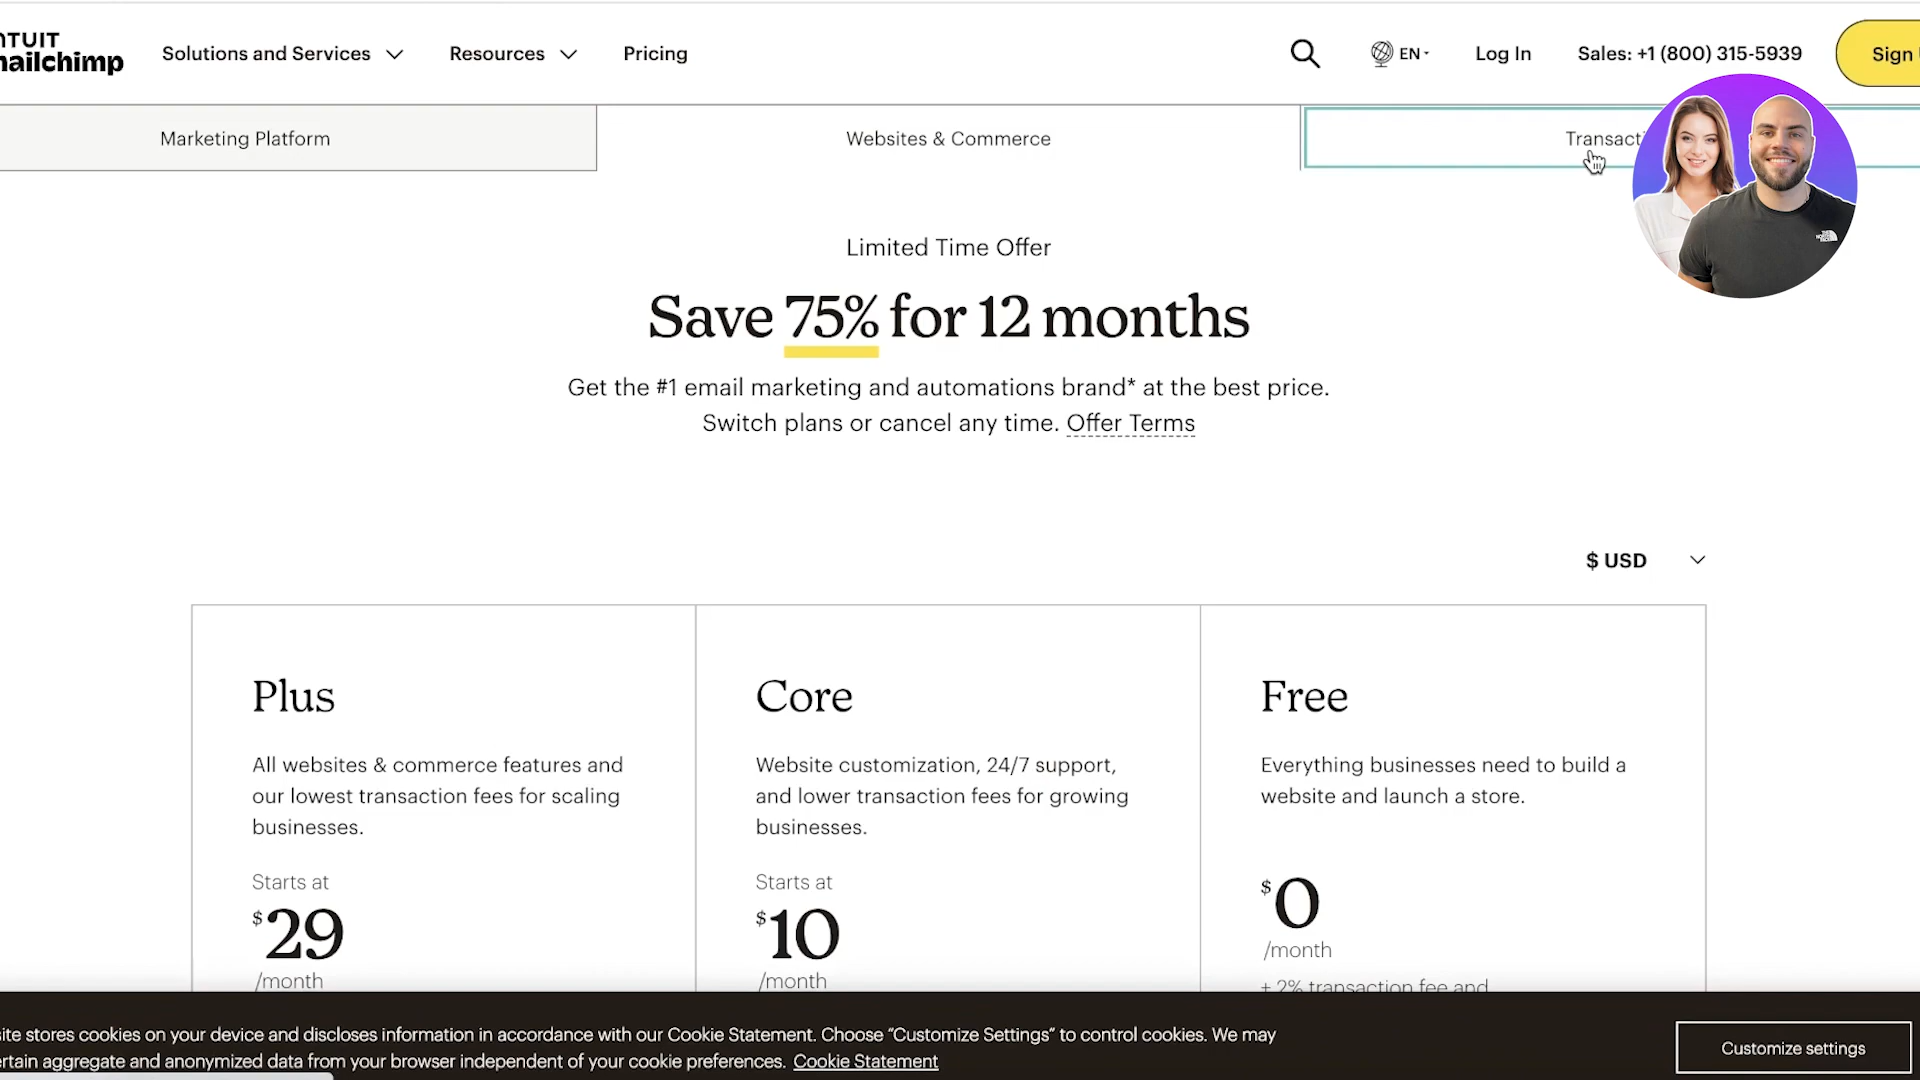 Solutions and Services
Resources
Pricing
EN
Log In
Sales: +1 (800) 315-5939
Sign
Marketing Platform
Websites & Commerce
Limited Time Offer
Save 75% for 12 months
Get the #1 email marketing and automations brand* at the best price.
Switch plans or cancel any time. Offer Terms
$ USD
Plus
All websites & commerce features and
our lowest transaction fees for scaling
businesses.
Starts at
$29
/month
Core
Website customization, 24/7 support,
and lower transaction fees for growing
businesses.
Starts at
$10
/month
Free
Everything businesses need to build a
website and launch a store.
$0
/month
+ 2% transaction fee and
stores cookies on your device and discloses information in accordance with our Cookie Statement. Choose “Customize Settings” to control cookies. We may
aggregate and anonymized data from your browser independent of your cookie preferences. Cookie Statement
Customize settings